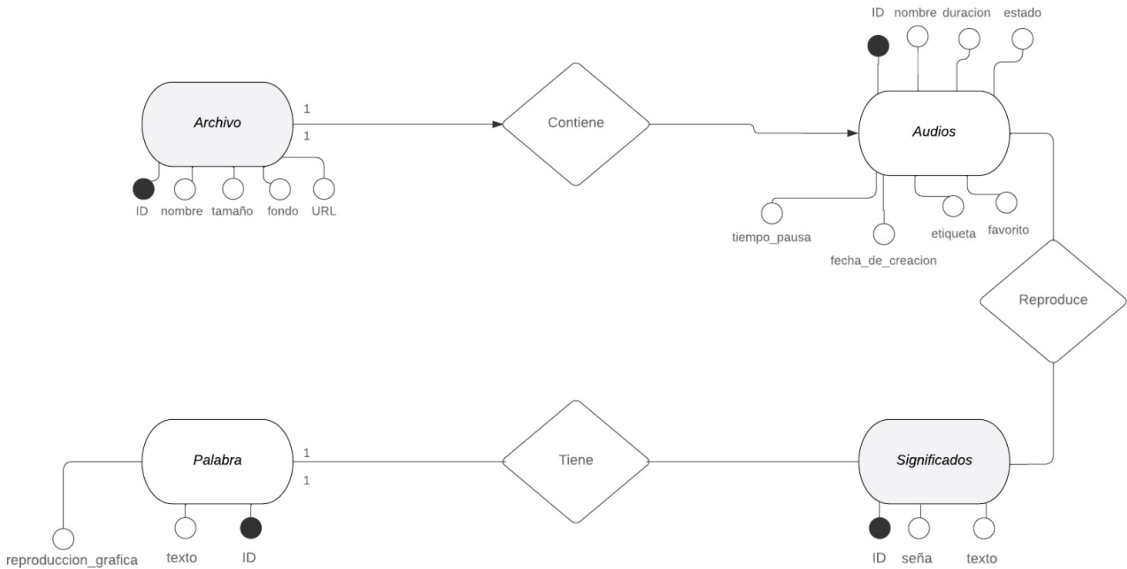 ID nombre duracion estado
Archivo
1
1
Contiene
Audios
ID nombre tamaño fondo URL
tiempo_pausa
fecha_de_creacion
etiqueta
favorito
Reproduce
Palabra
1
1
Tiene
Significados
reproduccion_grafica
texto
ID
ID
seña
texto